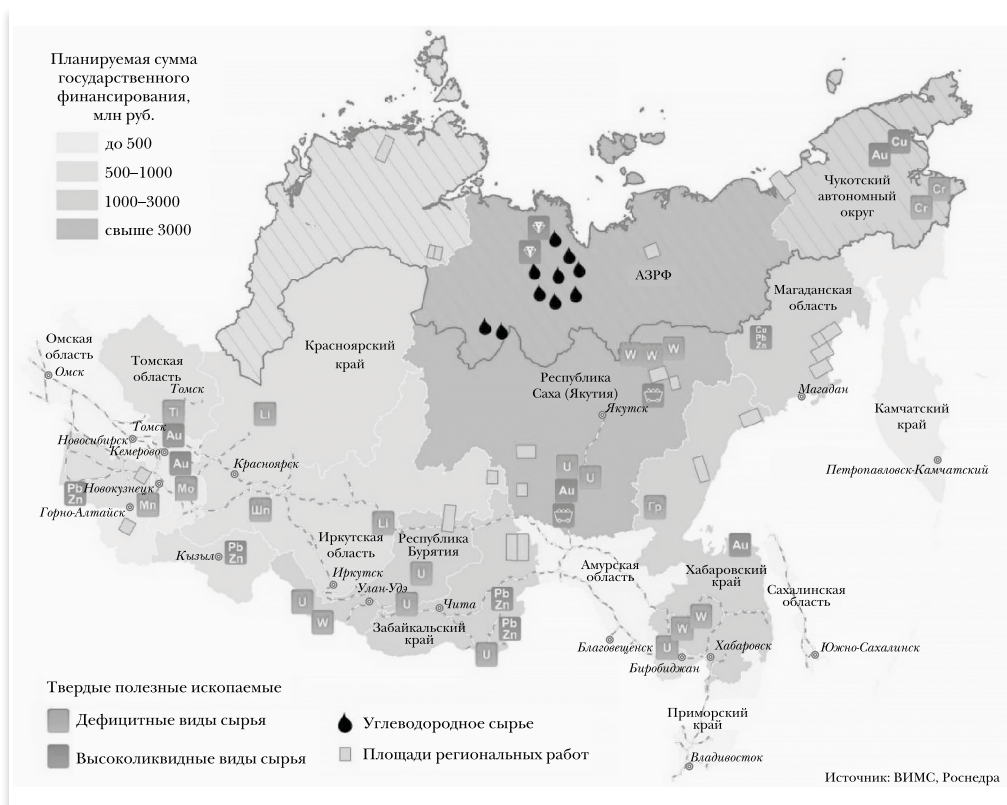 Планируемая сумма
государственного
финансирования,
млн руб.
до 500
500–1000
1000–3000
свыше 3000
Cu
Au
Чукотский
автономный
округ
Cr
Cr
АЗРФ
Магаданская
область
Cu
Pb
Zn
Омская
область
Омск
Томская
область
Томск
Красноярский
край
W
W
W
Республика
Саха (Якутия)
Якутск
Магадан
Камчатский
край
Петропавловск-Камчатский
Ti
Li
Томск
Au
Новосибирск
Кемерово
Au
Красноярск
Новокузнецк
Mo
Pb
Zn
Mn
Горно-Алтайск
Шп
U
U
Au
Гр
Li
Иркутская
область
Республика
Бурятия
Кызыл
Pb
Zn
U
Иркутск
Улан-Удэ
U
U
W
Чита
Pb
Zn
Забайкальский
край
Pb
Zn
U
Амурская
область
Au
Хабаровский
край
Сахалинская
область
W
W
U
Благовещенск
Биробиджан
Хабаровск
Южно-Сахалинск
Приморский
край
Владивосток
Твердые полезные ископаемые
Дефицитные виды сырья
Высоколиквидные виды сырья
Углеводородное сырье
Площади региональных работ
Источник: ВИМС, Роснедра